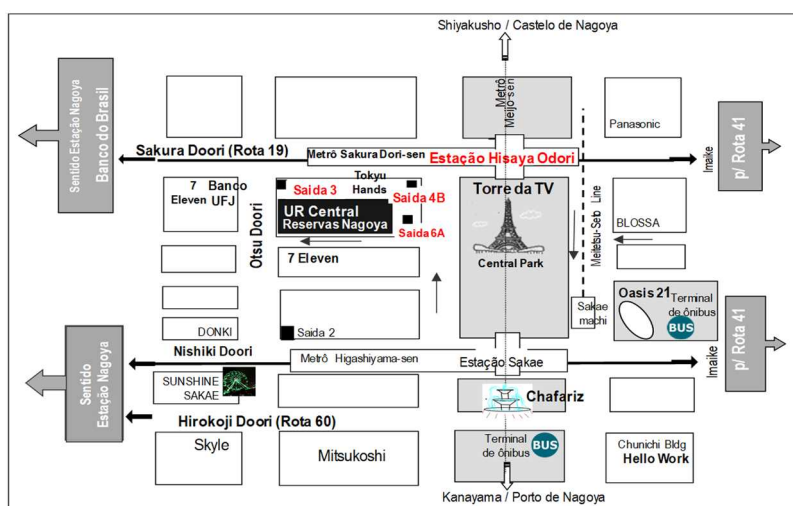 Shiyakusho / Castelo de Nagoya
Metrô
Meijo-sen
Panasonic
Sentido Estação Nagoya
Banco do Brasil
Sakura Doori (Rota 19)
Metrô Sakura Dori-sen
Estação Hisaya Odori
Imaike
p/ Rota 41
7
Eleven
Banco
UFJ
Otsu Doori
Saida 3
Tokyu
Hands
Saida 4B
UR Central
Reservas Nagoya
Saida 6A
Torre da TV
Central Park
Meitetsu-Seto Line
BLOSSA
7 Eleven
Oasis 21
Terminal
de ônibus
BUS
Sakae
machi
DONKI
Saida 2
Nishiki Doori
Metrô Higashiyama-sen
Estação Sakae
Imaike
p/ Rota 41
Sentido
Estação Nagoya
SUNSHINE
SAKAE
Chafariz
Hirokoji Doori (Rota 60)
Skyle
Mitsukoshi
Terminal
de ônibus
BUS
Chunichi Bldg
Hello Work
Kanayama / Porto de Nagoya